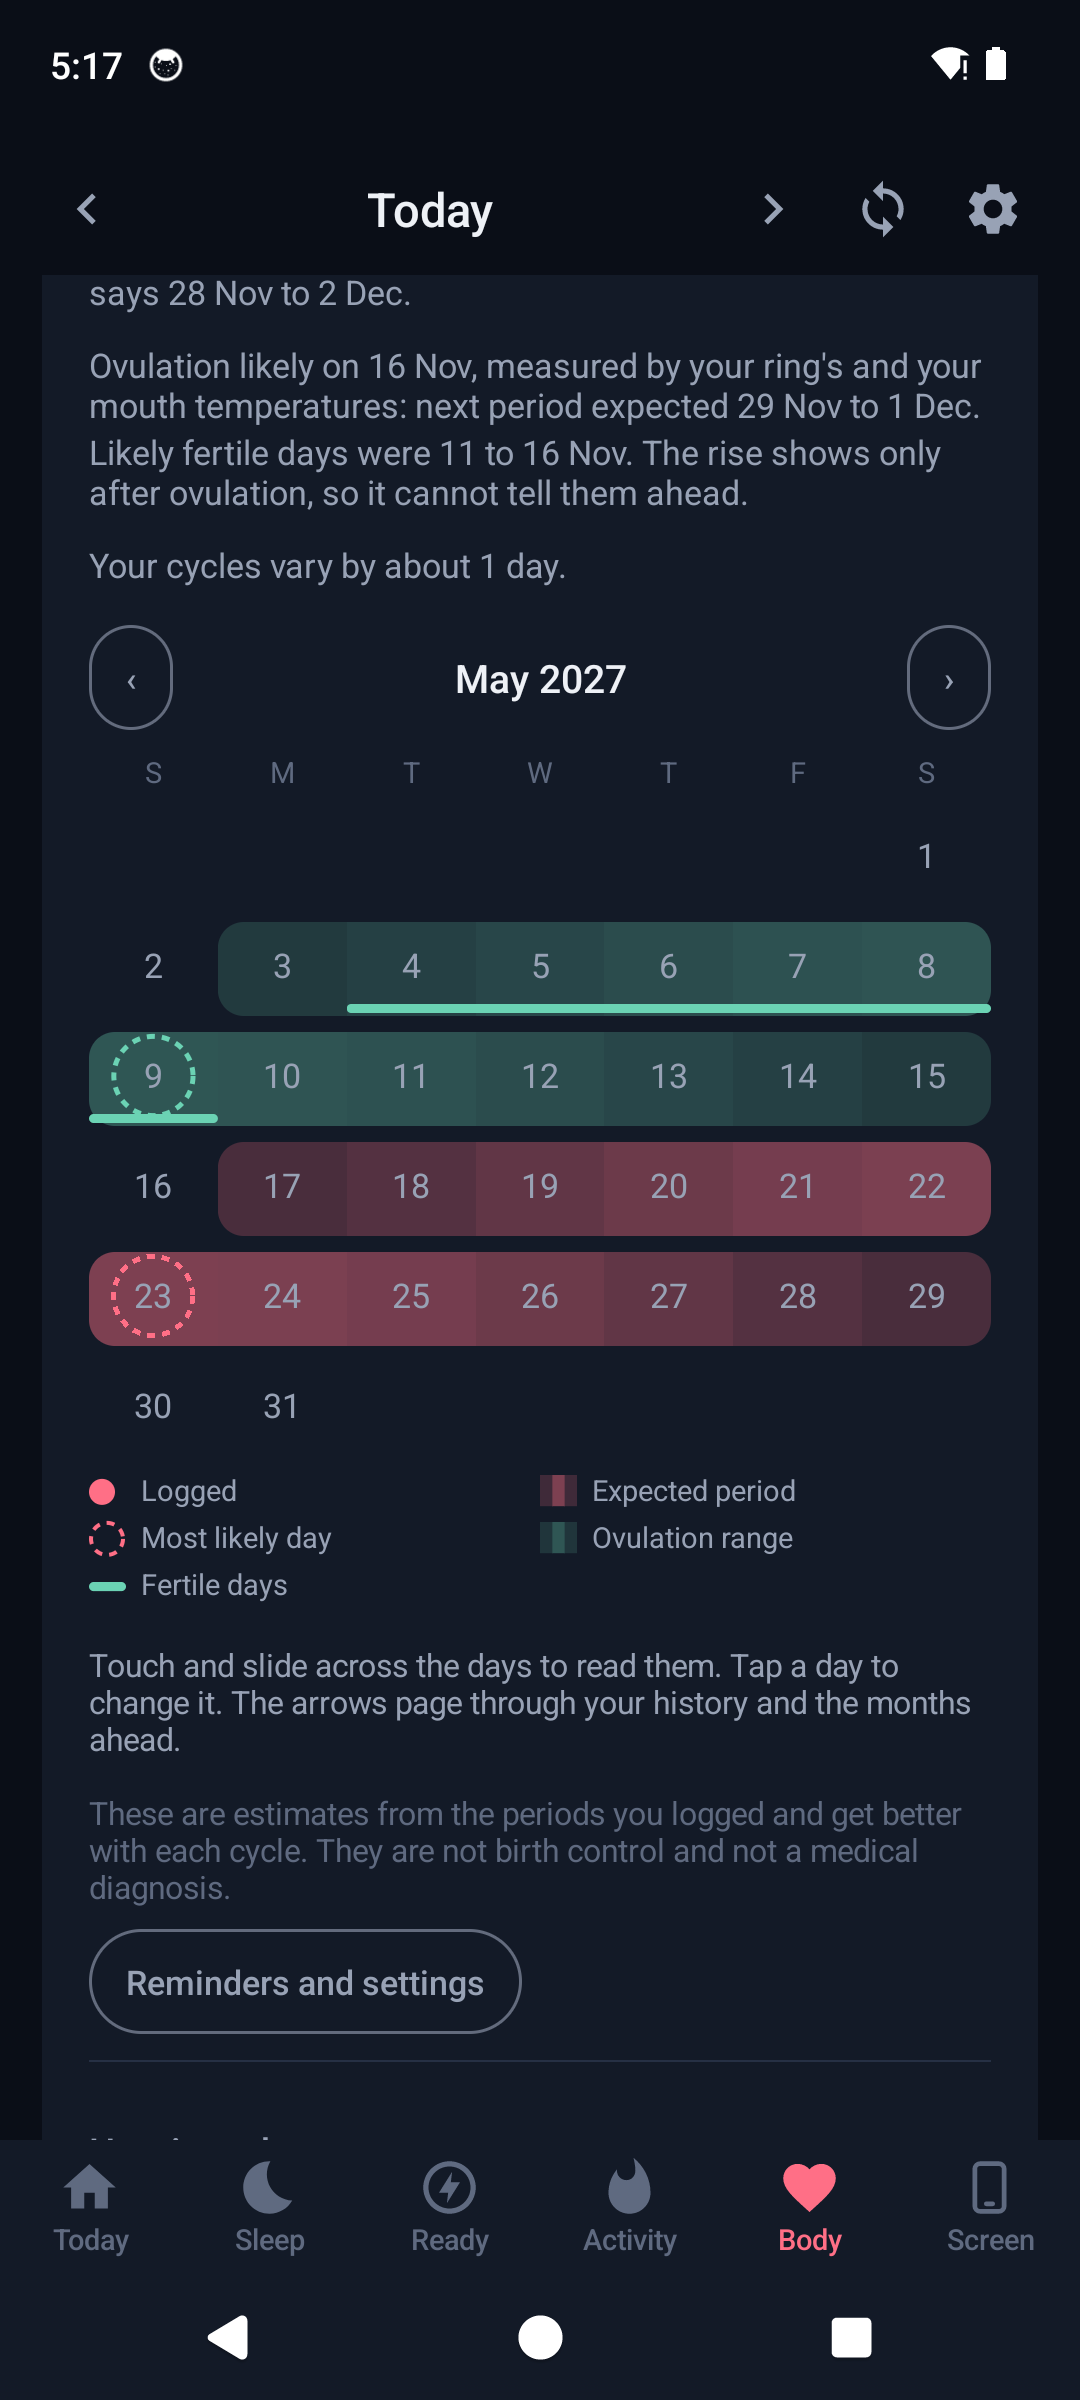 5:17
Today
says 28 Nov to 2 Dec.
Ovulation likely on 16 Nov, measured by your ring's and your
mouth temperatures: next period expected 29 Nov to 1 Dec.
Likely fertile days were 11 to 16 Nov. The rise shows only
after ovulation, so it cannot tell them ahead.
Your cycles vary by about 1 day.
‹ May 2027 ›
S M T W T F S
1
2 3 4 5 6 7 8
9 10 11 12 13 14 15
16 17 18 19 20 21 22
23 24 25 26 27 28 29
30 31
Logged Expected period
Most likely day Ovulation range
Fertile days
Touch and slide across the days to read them. Tap a day to
change it. The arrows page through your history and the months
ahead.
These are estimates from the periods you logged and get better
with each cycle. They are not birth control and not a medical
diagnosis.
Reminders and settings
Today Sleep Ready Activity Body Screen